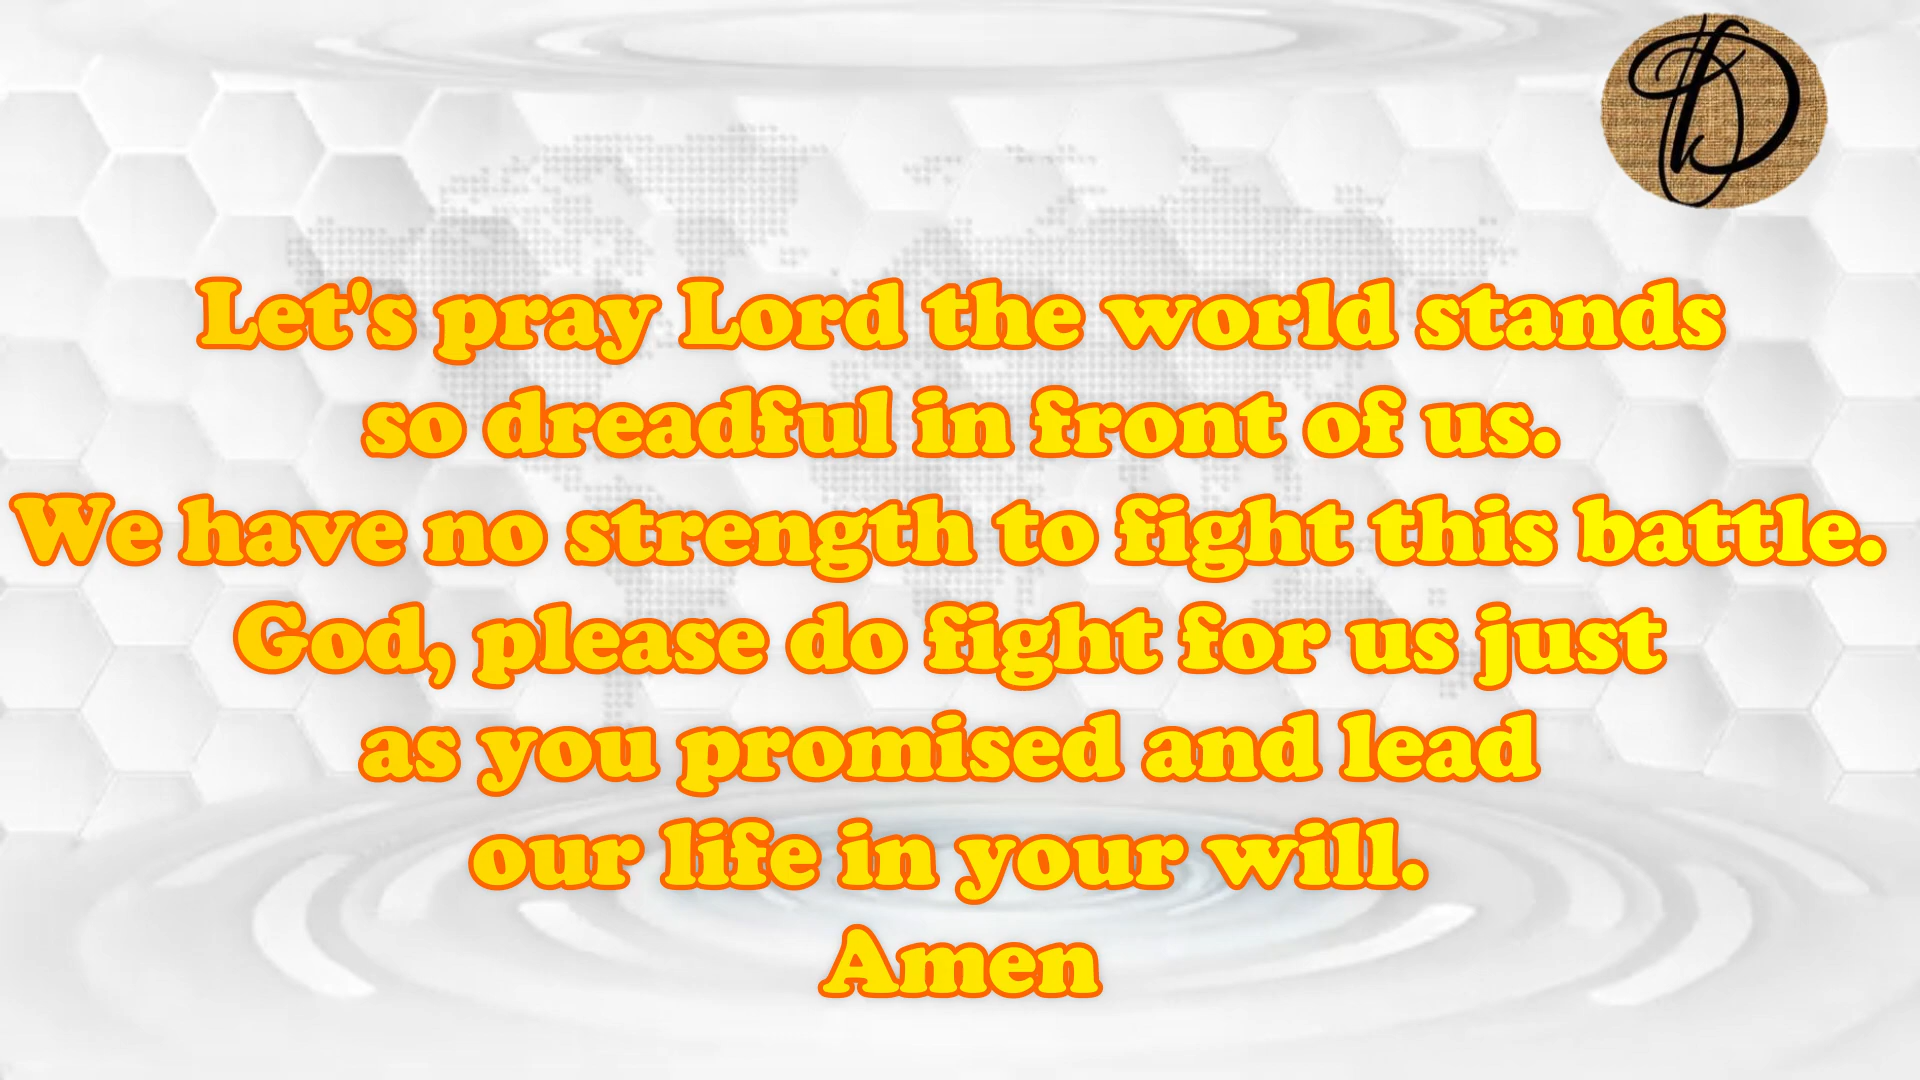 Let's pray Lord the world stands
so dreadful in front of us.
We have no strength to fight this battle.
God, please do fight for us just
as you promised and lead
our life in your will.
Amen